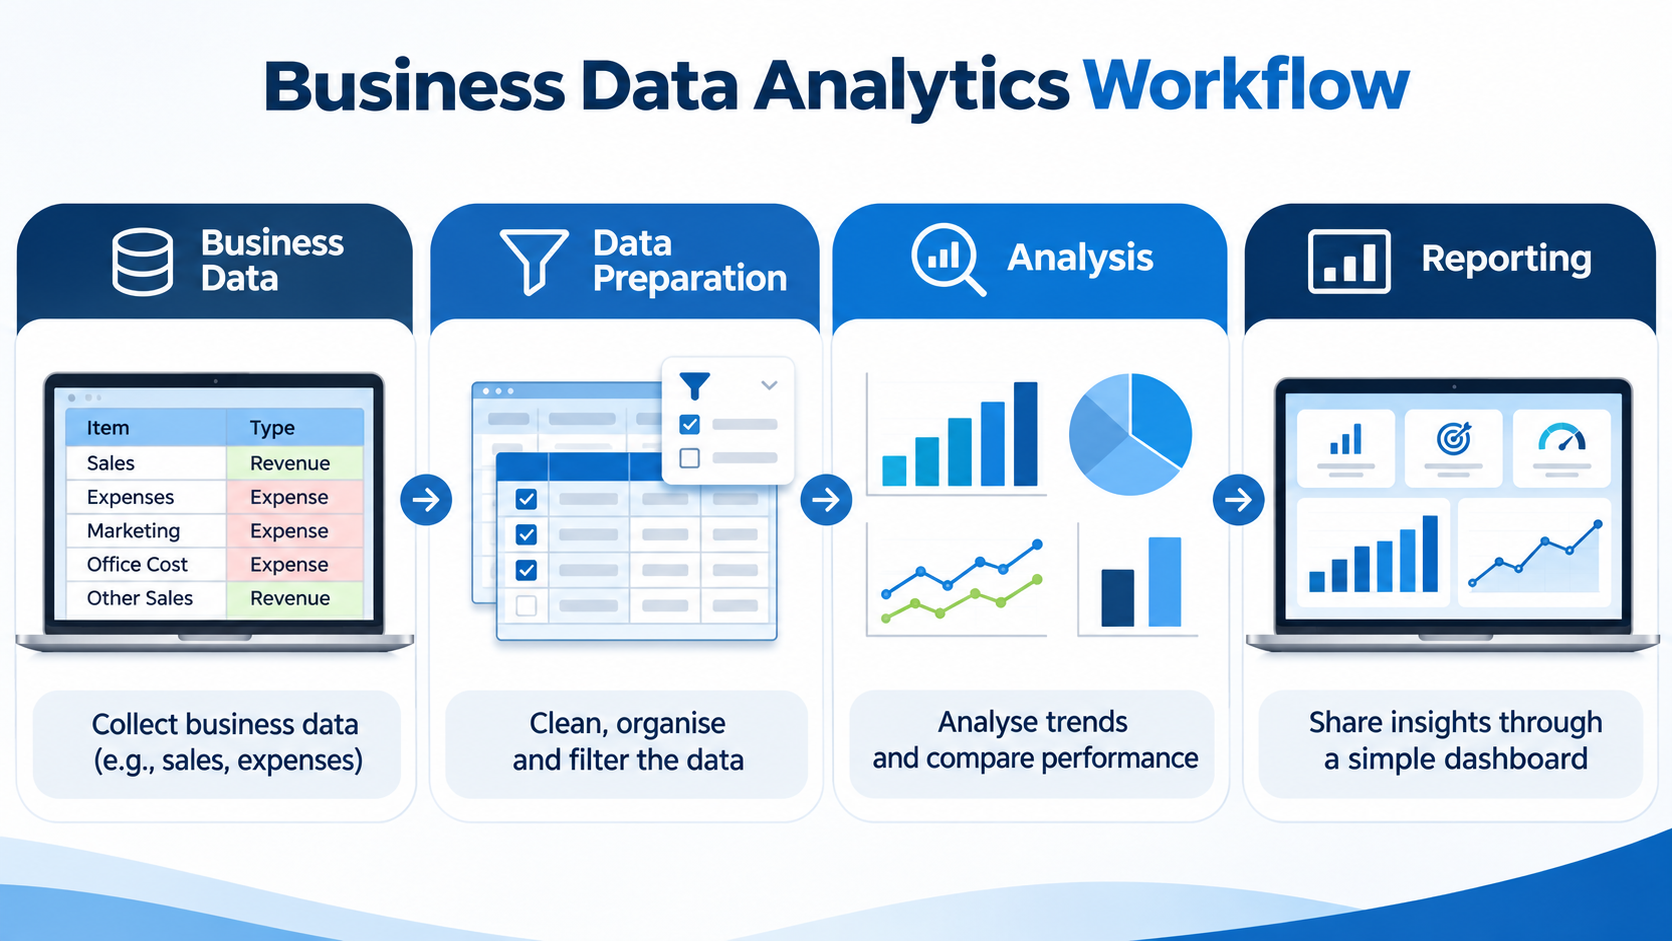 Business Data Analytics Workflow
Business
Data
Item Type
Sales Revenue
Expenses Expense
Marketing Expense
Office Cost Expense
Other Sales Revenue
Collect business data
(e.g., sales, expenses)
Data
Preparation
Clean, organise
and filter the data
Analysis
Analyse trends
and compare performance
Reporting
Share insights through
a simple dashboard